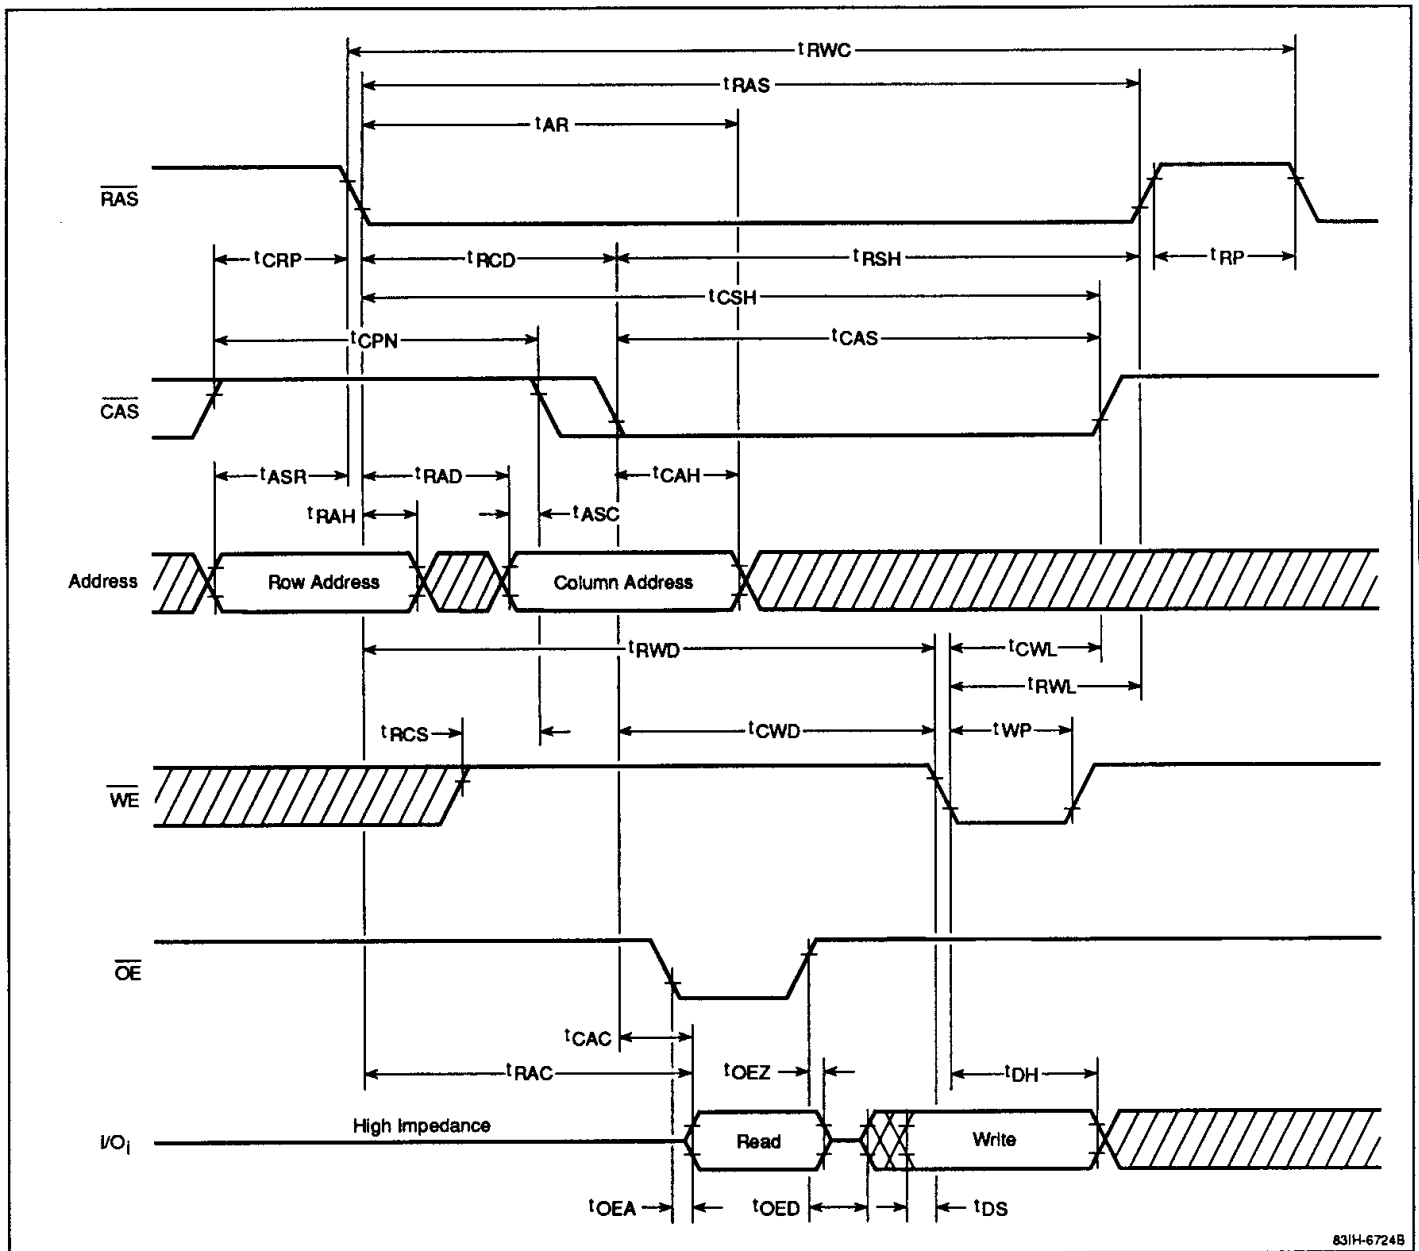 tRWC
tRAS
tAR
RAS
tCRP tRCD tRSH tRP
tCSH
tCPN tCAS
CAS
tASR tRAD tCAH
tRAH tASC
Address Row Address Column Address
tRWD tCWL
tRWL
tRCS tCWD tWP
WE
OE
tCAC
tRAC tOEZ tDH
High Impedance
I/Oi Read Write
tOEA tOED tDS
83IH-6724B